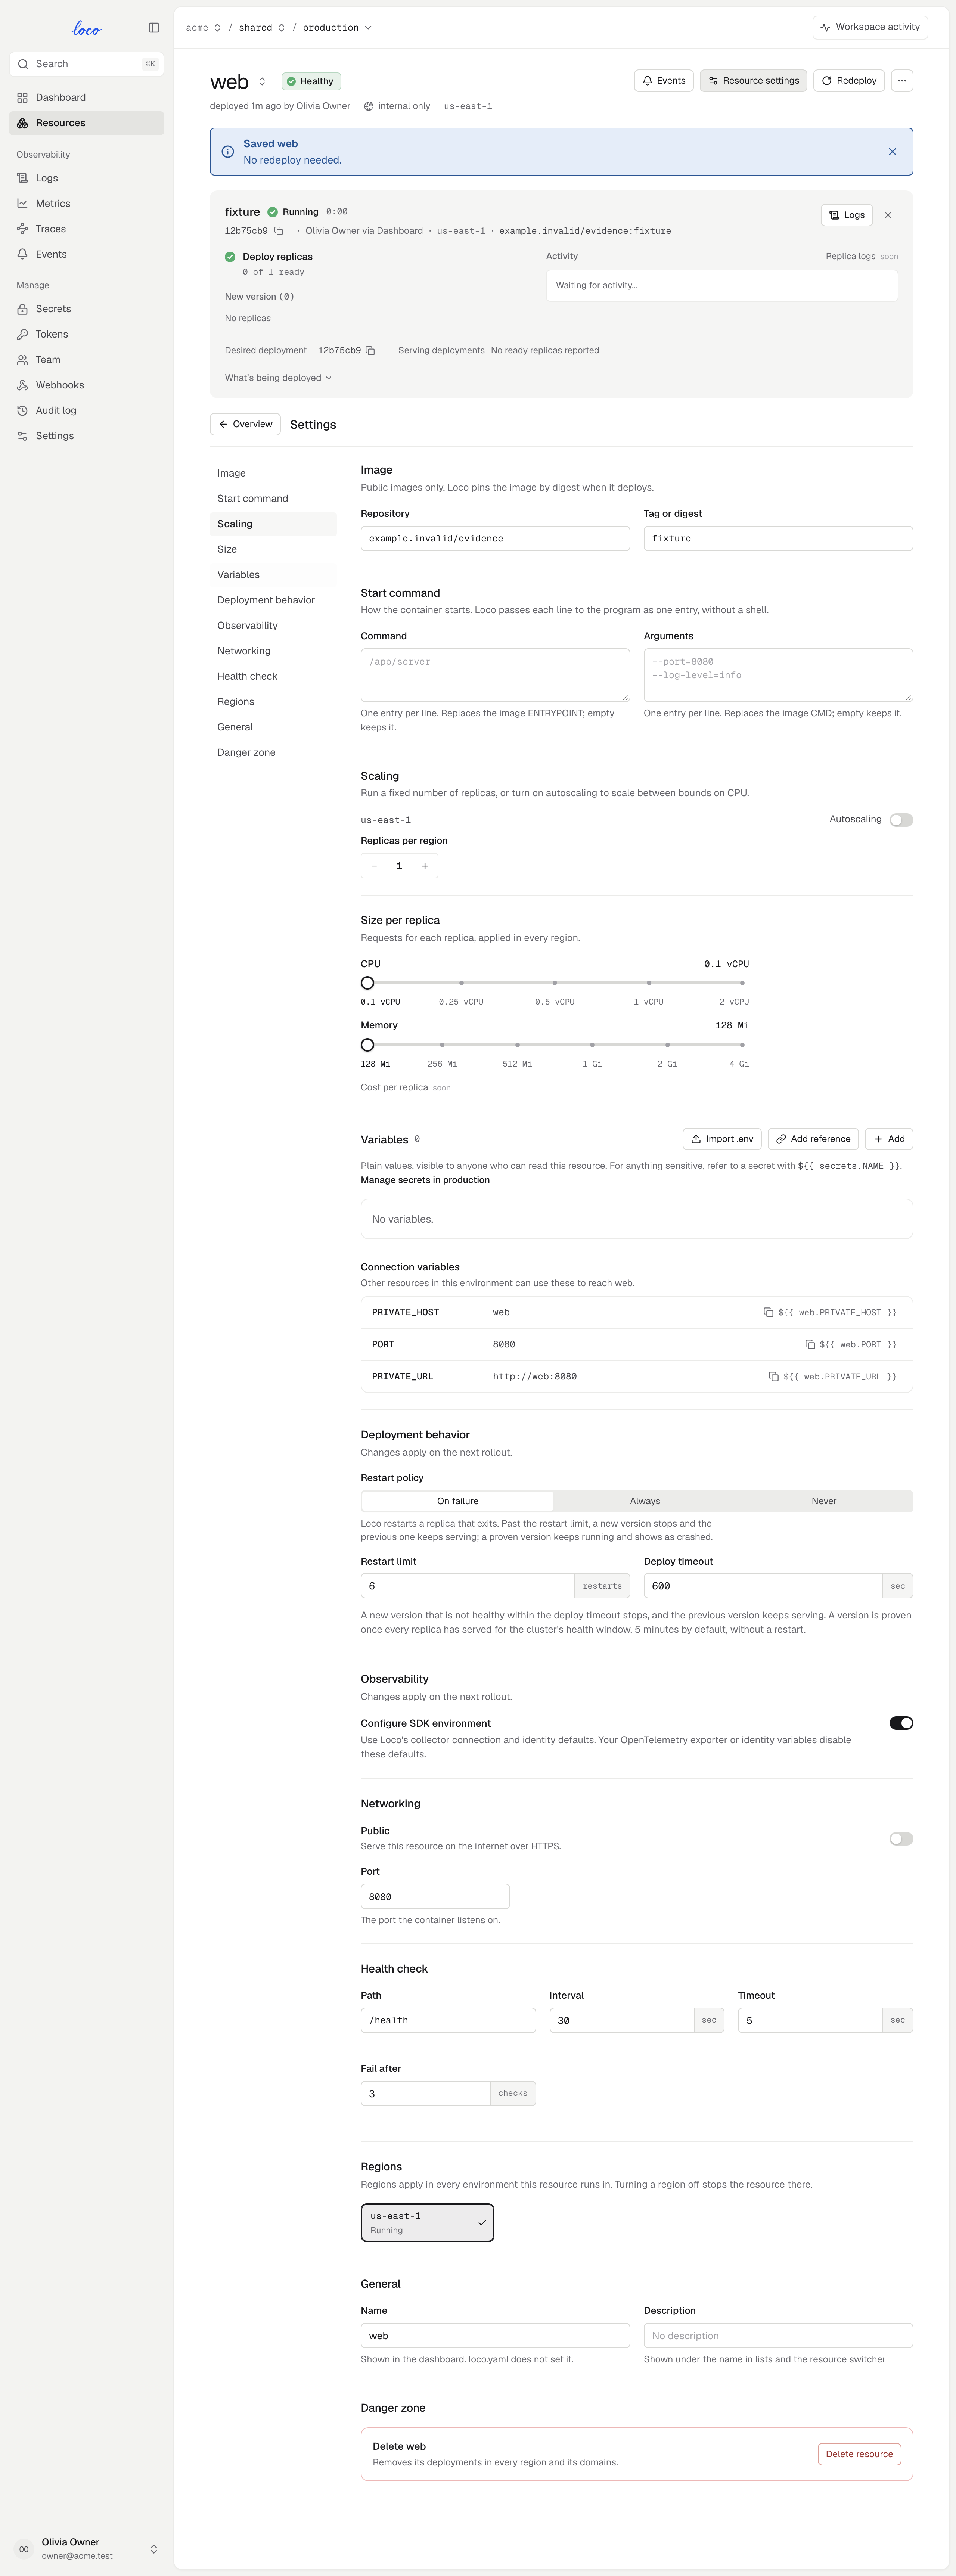 loco
Search
⌘K
Dashboard
Resources
Observability
Logs
Metrics
Traces
Events
Manage
Secrets
Tokens
Team
Webhooks
Audit log
Settings
OO
Olivia Owner
owner@acme.test
acme / shared / production
Workspace activity
web
Healthy
Events
Resource settings
Redeploy
deployed 1m ago by Olivia Owner
internal only
us-east-1
Saved web
No redeploy needed.
fixture
Running
0:00
Logs
12b75cb9 · Olivia Owner via Dashboard · us-east-1 · example.invalid/evidence:fixture
Deploy replicas
0 of 1 ready
New version (0)
No replicas
Activity
Replica logs soon
Waiting for activity…
Desired deployment 12b75cb9
Serving deployments No ready replicas reported
What's being deployed
Overview
Settings
Image
Start command
Scaling
Size
Variables
Deployment behavior
Observability
Networking
Health check
Regions
General
Danger zone
Image
Public images only. Loco pins the image by digest when it deploys.
Repository
example.invalid/evidence
Tag or digest
fixture
Start command
How the container starts. Loco passes each line to the program as one entry, without a shell.
Command
/app/server
One entry per line. Replaces the image ENTRYPOINT; empty
keeps it.
Arguments
--port=8080
--log-level=info
One entry per line. Replaces the image CMD; empty keeps it.
Scaling
Run a fixed number of replicas, or turn on autoscaling to scale between bounds on CPU.
us-east-1
Autoscaling
Replicas per region
− 1 +
Size per replica
Requests for each replica, applied in every region.
CPU
0.1 vCPU
0.1 vCPU 0.25 vCPU 0.5 vCPU 1 vCPU 2 vCPU
Memory
128 Mi
128 Mi 256 Mi 512 Mi 1 Gi 2 Gi 4 Gi
Cost per replica soon
Variables 0
Import .env
Add reference
Add
Plain values, visible to anyone who can read this resource. For anything sensitive, refer to a secret with ${{ secrets.NAME }}.
Manage secrets in production
No variables.
Connection variables
Other resources in this environment can use these to reach web.
PRIVATE_HOST web ${{ web.PRIVATE_HOST }}
PORT 8080 ${{ web.PORT }}
PRIVATE_URL http://web:8080 ${{ web.PRIVATE_URL }}
Deployment behavior
Changes apply on the next rollout.
Restart policy
On failure
Always
Never
Loco restarts a replica that exits. Past the restart limit, a new version stops and the
previous one keeps serving; a proven version keeps running and shows as crashed.
Restart limit
6 restarts
Deploy timeout
600 sec
A new version that is not healthy within the deploy timeout stops, and the previous version keeps serving. A version is proven
once every replica has served for the cluster's health window, 5 minutes by default, without a restart.
Observability
Changes apply on the next rollout.
Configure SDK environment
Use Loco's collector connection and identity defaults. Your OpenTelemetry exporter or identity variables disable
these defaults.
Networking
Public
Serve this resource on the internet over HTTPS.
Port
8080
The port the container listens on.
Health check
Path
/health
Interval
30 sec
Timeout
5 sec
Fail after
3 checks
Regions
Regions apply in every environment this resource runs in. Turning a region off stops the resource there.
us-east-1
Running
General
Name
web
Shown in the dashboard. loco.yaml does not set it.
Description
No description
Shown under the name in lists and the resource switcher
Danger zone
Delete web
Removes its deployments in every region and its domains.
Delete resource